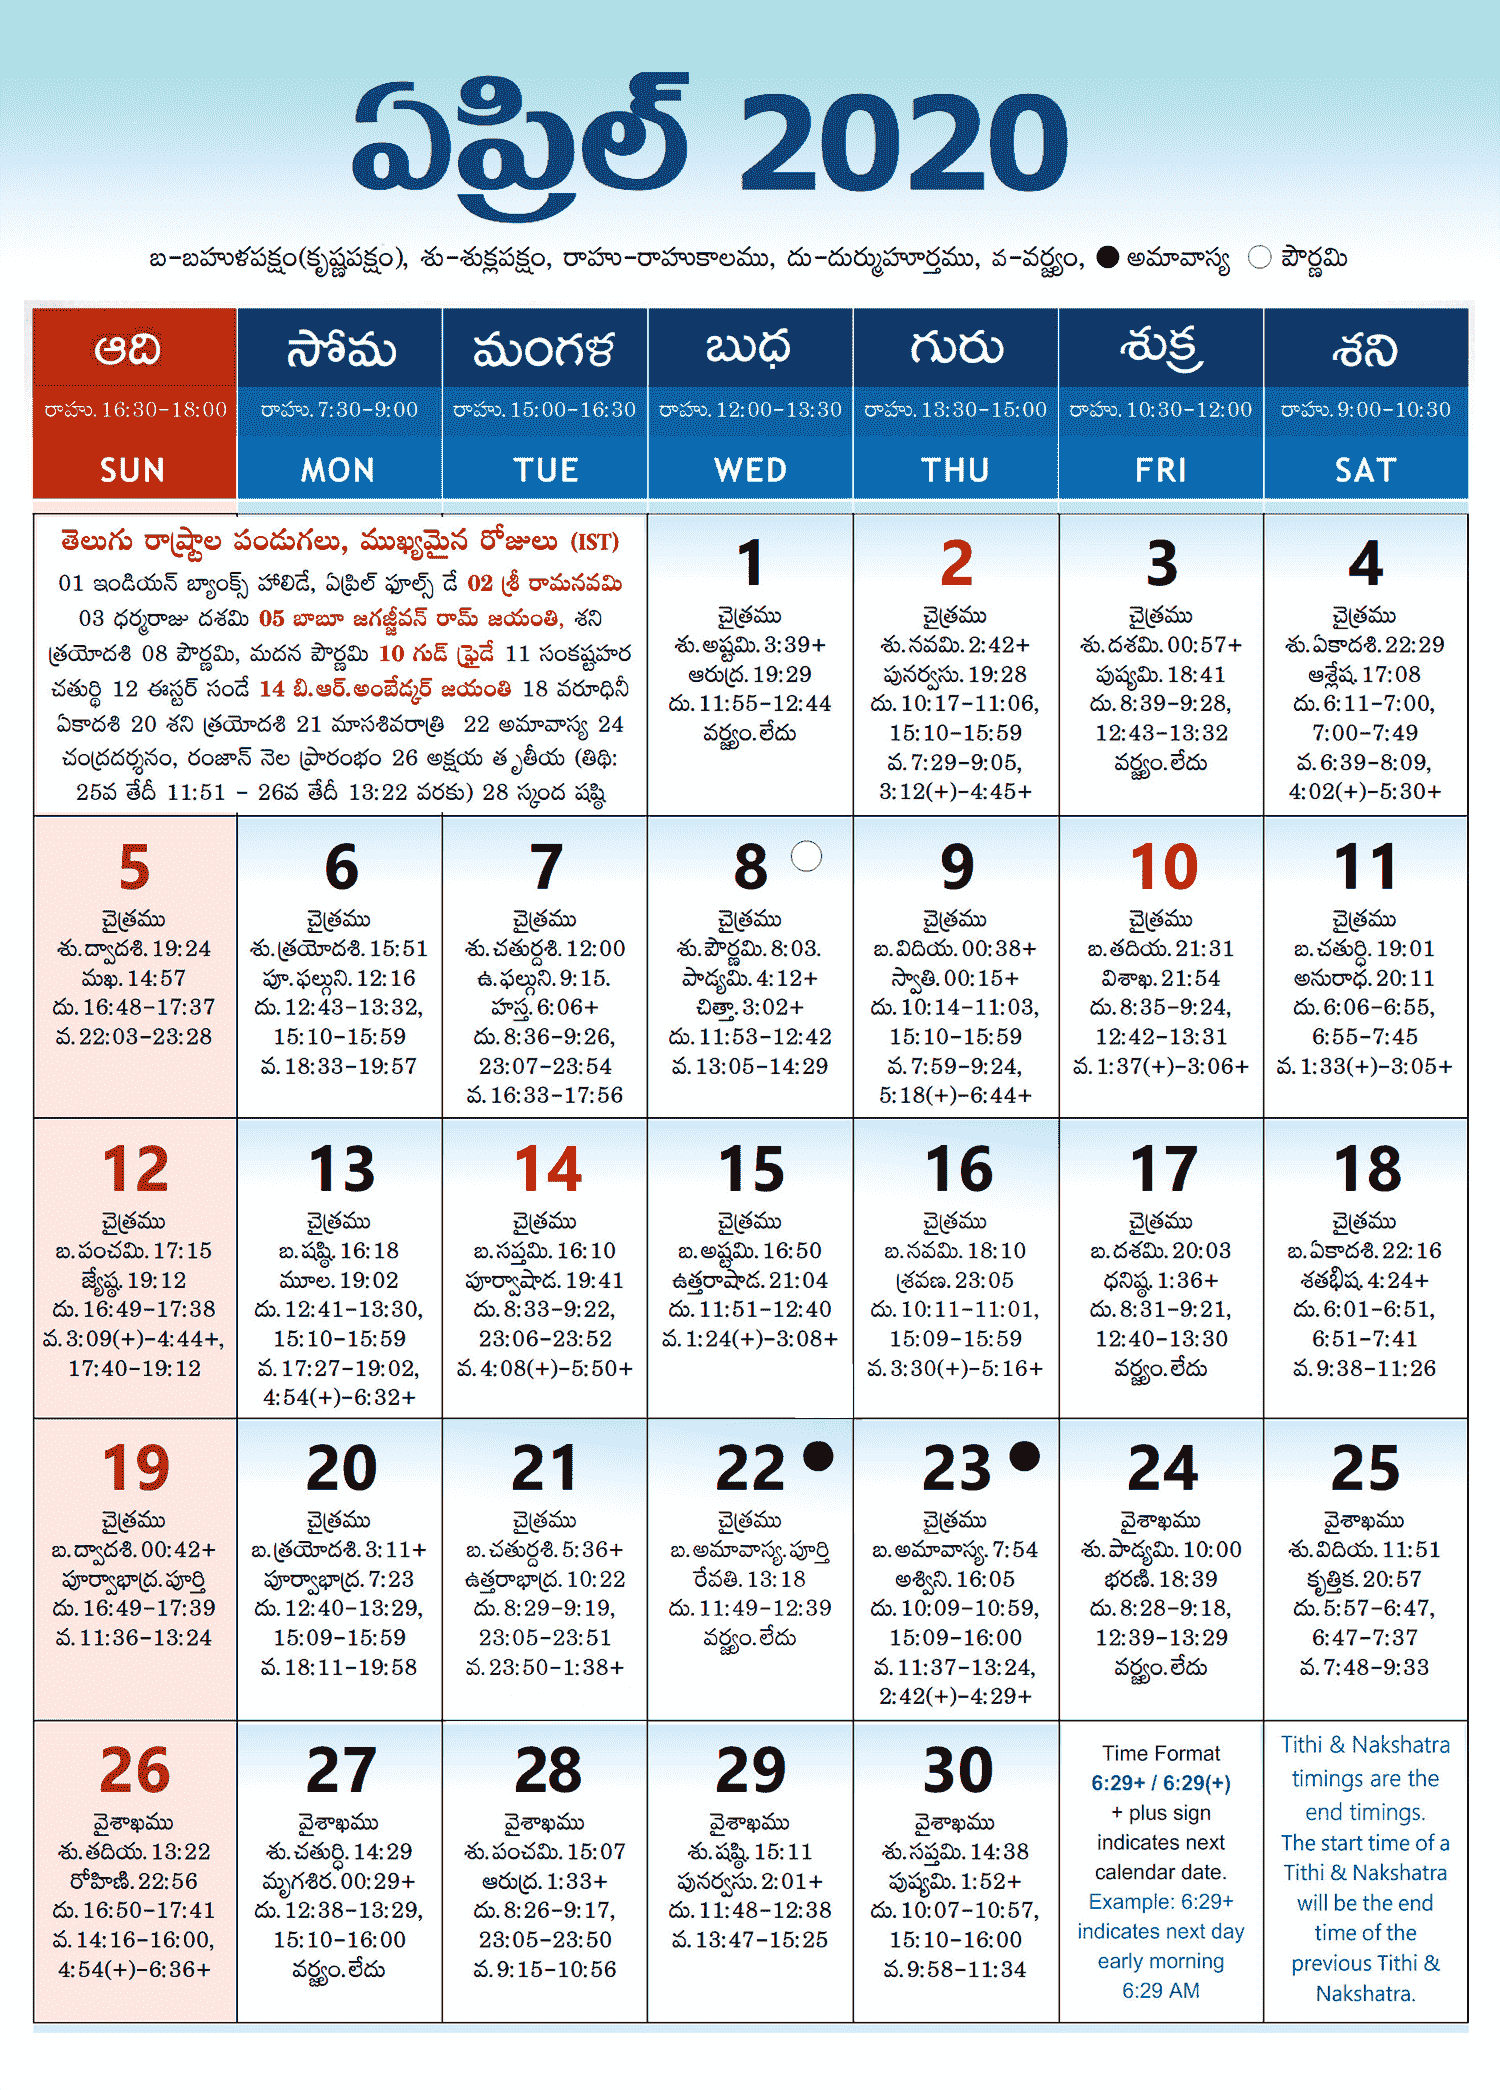 ఏప్రిల్ 2020
బ-బహుళపక్షం(కృష్ణపక్షం), శు-శుక్లపక్షం, రాహు-రాహుకాలము, దు-దుర్ముహూర్తము, వ-వర్జ్యం, అమావాస్య పౌర్ణమి
ఆది సోమ మంగళ బుధ గురు శుక్ర శని
రాహు.16:30-18:00 రాహు.7:30-9:00 రాహు.15:00-16:30 రాహు.12:00-13:30 రాహు.13:30-15:00 రాహు.10:30-12:00 రాహు.9:00-10:30
SUN MON TUE WED THU FRI SAT
తెలుగు రాష్ట్రాల పండుగలు, ముఖ్యమైన రోజులు (IST)
01 ఇండియన్ బ్యాంక్స్ హాలిడే, ఏప్రిల్ ఫూల్స్ డే 02 శ్రీ రామనవమి
03 ధర్మరాజు దశమి 05 బాబూ జగజ్జీవన్ రామ్ జయంతి, శని
త్రయోదశి 08 పౌర్ణమి, మదన పౌర్ణమి 10 గుడ్ ఫ్రైడే 11 సంకష్టహర
చతుర్థి 12 ఈస్టర్ సండే 14 బి.ఆర్.అంబేడ్కర్ జయంతి 18 వరూధినీ
ఏకాదశి 20 శని త్రయోదశి 21 మాసశివరాత్రి 22 అమావాస్య 24
చంద్రదర్శనం, రంజాన్ నెల ప్రారంభం 26 అక్షయ తృతీయ (తిథి:
25వ తేదీ 11:51 - 26వ తేదీ 13:22 వరకు) 28 స్కంద షష్ఠి
1
చైత్రము
శు.అష్టమి.3:39+
ఆరుద్ర.19:29
దు.11:55-12:44
వర్జ్యం.లేదు
2
చైత్రము
శు.నవమి.2:42+
పునర్వసు.19:28
దు.10:17-11:06,
15:10-15:59
వ.7:29-9:05,
3:12(+)-4:45+
3
చైత్రము
శు.దశమి.00:57+
పుష్యమి.18:41
దు.8:39-9:28,
12:43-13:32
వర్జ్యం.లేదు
4
చైత్రము
శు.ఏకాదశి.22:29
ఆశ్లేష.17:08
దు.6:11-7:00,
7:00-7:49
వ.6:39-8:09,
4:02(+)-5:30+
5
చైత్రము
శు.ద్వాదశి.19:24
మఖ.14:57
దు.16:48-17:37
వ.22:03-23:28
6
చైత్రము
శు.త్రయోదశి.15:51
పూ.ఫల్గుని.12:16
దు.12:43-13:32,
15:10-15:59
వ.18:33-19:57
7
చైత్రము
శు.చతుర్దశి.12:00
ఉ.ఫల్గుని.9:15.
హస్త.6:06+
దు.8:36-9:26,
23:07-23:54
వ.16:33-17:56
8
చైత్రము
శు.పౌర్ణమి.8:03.
పాడ్యమి.4:12+
చిత్తా.3:02+
దు.11:53-12:42
వ.13:05-14:29
9
చైత్రము
బ.విదియ.00:38+
స్వాతి.00:15+
దు.10:14-11:03,
15:10-15:59
వ.7:59-9:24,
5:18(+)-6:44+
10
చైత్రము
బ.తదియ.21:31
విశాఖ.21:54
దు.8:35-9:24,
12:42-13:31
వ.1:37(+)-3:06+
11
చైత్రము
బ.చతుర్థి.19:01
అనురాధ.20:11
దు.6:06-6:55,
6:55-7:45
వ.1:33(+)-3:05+
12
చైత్రము
బ.పంచమి.17:15
జ్యేష్ఠ.19:12
దు.16:49-17:38
వ.3:09(+)-4:44+,
17:40-19:12
13
చైత్రము
బ.షష్ఠి.16:18
మూల.19:02
దు.12:41-13:30,
15:10-15:59
వ.17:27-19:02,
4:54(+)-6:32+
14
చైత్రము
బ.సప్తమి.16:10
పూర్వాషాడ.19:41
దు.8:33-9:22,
23:06-23:52
వ.4:08(+)-5:50+
15
చైత్రము
బ.అష్టమి.16:50
ఉత్తరాషాడ.21:04
దు.11:51-12:40
వ.1:24(+)-3:08+
16
చైత్రము
బ.నవమి.18:10
శ్రవణ.23:05
దు.10:11-11:01,
15:09-15:59
వ.3:30(+)-5:16+
17
చైత్రము
బ.దశమి.20:03
ధనిష్ఠ.1:36+
దు.8:31-9:21,
12:40-13:30
వర్జ్యం.లేదు
18
చైత్రము
బ.ఏకాదశి.22:16
శతభిష.4:24+
దు.6:01-6:51,
6:51-7:41
వ.9:38-11:26
19
చైత్రము
బ.ద్వాదశి.00:42+
పూర్వాభాద్ర.పూర్తి
దు.16:49-17:39
వ.11:36-13:24
20
చైత్రము
బ.త్రయోదశి.3:11+
పూర్వాభాద్ర.7:23
దు.12:40-13:29,
15:09-15:59
వ.18:11-19:58
21
చైత్రము
బ.చతుర్దశి.5:36+
ఉత్తరాభాద్ర.10:22
దు.8:29-9:19,
23:05-23:51
వ.23:50-1:38+
22
చైత్రము
బ.అమావాస్య.పూర్తి
రేవతి.13:18
దు.11:49-12:39
వర్జ్యం.లేదు
23
చైత్రము
బ.అమావాస్య.7:54
అశ్విని.16:05
దు.10:09-10:59,
15:09-16:00
వ.11:37-13:24,
2:42(+)-4:29+
24
వైశాఖము
శు.పాడ్యమి.10:00
భరణి.18:39
దు.8:28-9:18,
12:39-13:29
వర్జ్యం.లేదు
25
వైశాఖము
శు.విదియ.11:51
కృత్తిక.20:57
దు.5:57-6:47,
6:47-7:37
వ.7:48-9:33
26
వైశాఖము
శు.తదియ.13:22
రోహిణి.22:56
దు.16:50-17:41
వ.14:16-16:00,
4:54(+)-6:36+
27
వైశాఖము
శు.చతుర్థి.14:29
మృగశిర.00:29+
దు.12:38-13:29,
15:10-16:00
వర్జ్యం.లేదు
28
వైశాఖము
శు.పంచమి.15:07
ఆరుద్ర.1:33+
దు.8:26-9:17,
23:05-23:50
వ.9:15-10:56
29
వైశాఖము
శు.షష్ఠి.15:11
పునర్వసు.2:01+
దు.11:48-12:38
వ.13:47-15:25
30
వైశాఖము
శు.సప్తమి.14:38
పుష్యమి.1:52+
దు.10:07-10:57,
15:10-16:00
వ.9:58-11:34
Time Format
6:29+ / 6:29(+)
+ plus sign
indicates next
calendar date.
Example: 6:29+
indicates next day
early morning
6:29 AM
Tithi & Nakshatra
timings are the
end timings.
The start time of a
Tithi & Nakshatra
will be the end
time of the
previous Tithi &
Nakshatra.